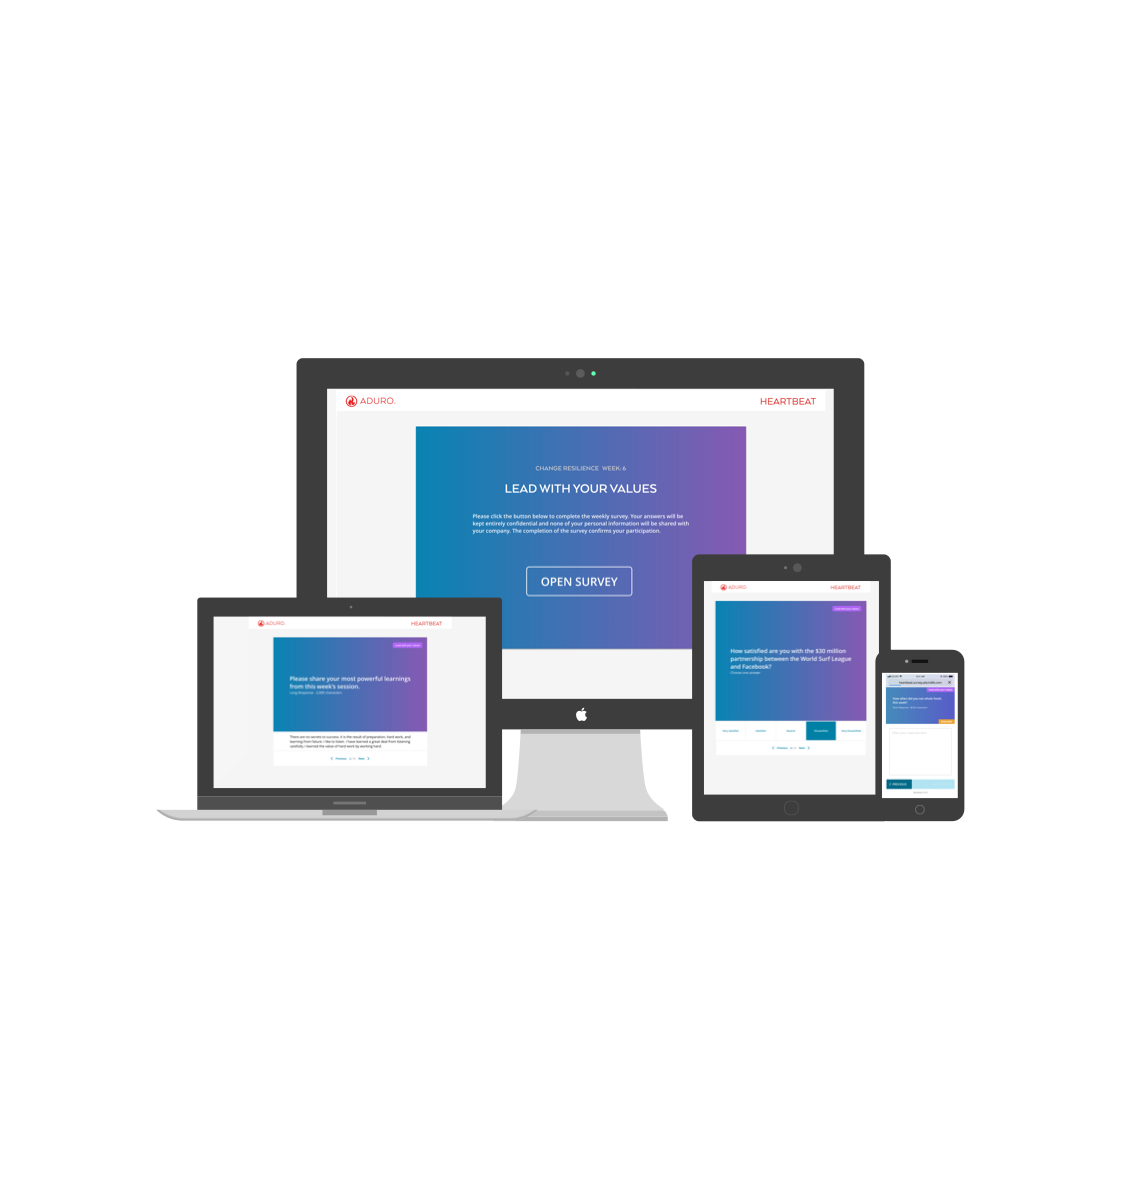 ADURO.
HEARTBEAT
CHANGE RESILIENCE WEEK: 6
LEAD WITH YOUR VALUES
Please click the button below to complete the weekly survey. Your answers will be
kept entirely confidential and none of your personal information will be shared with
your company. The completion of the survey confirms your participation.
OPEN SURVEY
ADURO.
HEARTBEAT
Please share your most powerful learnings
from this week's session.
There are no secrets to success. It is the result of preparation, hard work, and
learning from failure. I like to listen. I have learned a great deal from listening
carefully. I learned the value of hard work by working hard.
Previous
Next
ADURO.
HEARTBEAT
How satisfied are you with the $30 million
partnership between the World Surf League
and Facebook?
Choose one answer
Previous
Next